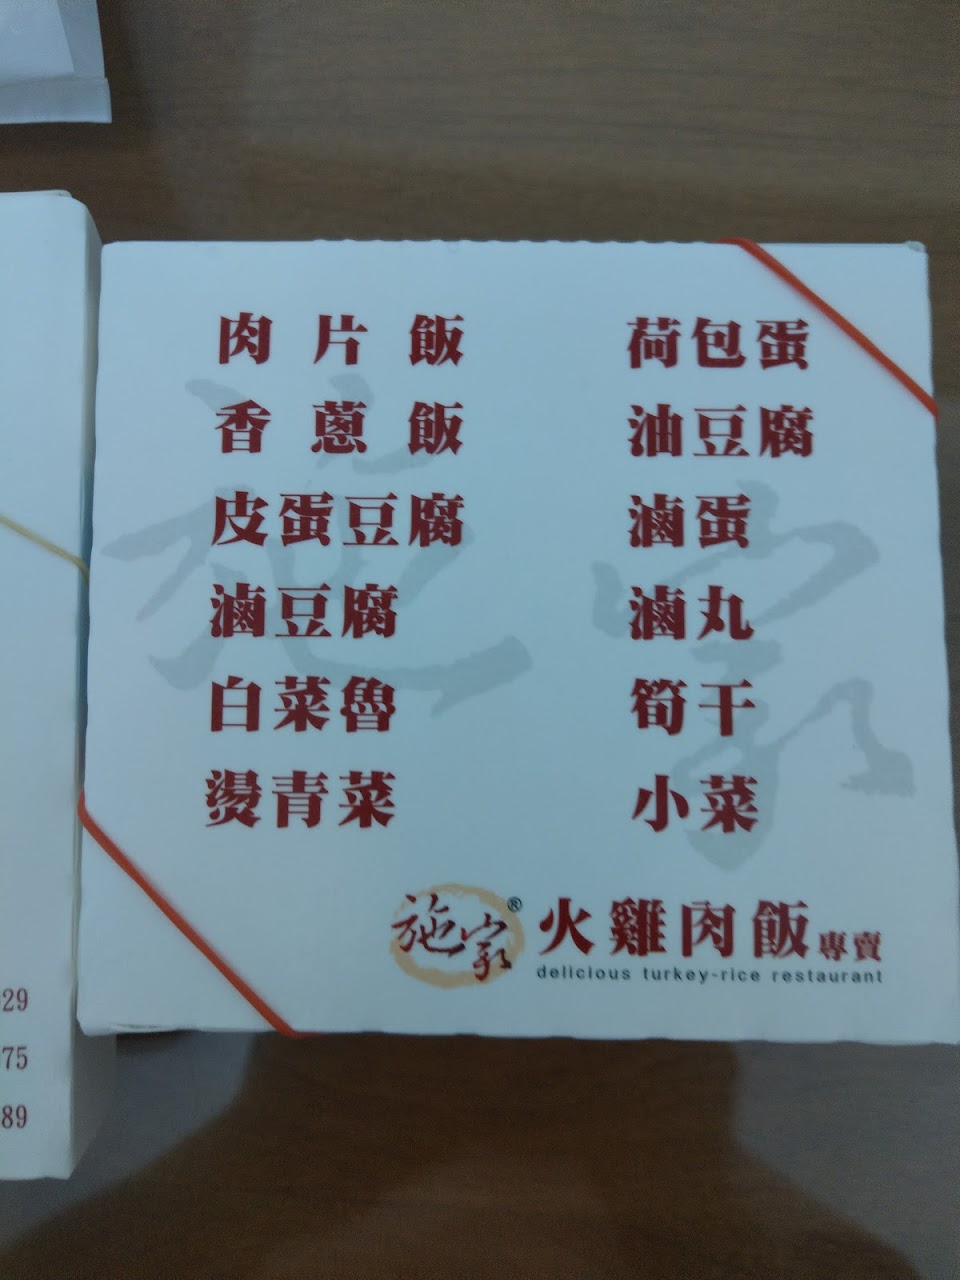 肉片飯
香蔥飯
皮蛋豆腐
滷豆腐
白菜魯
燙青菜
荷包蛋
油豆腐
滷蛋
滷丸
筍干
小菜
施家® 火雞肉飯專賣
delicious turkey-rice restaurant
29
75
89